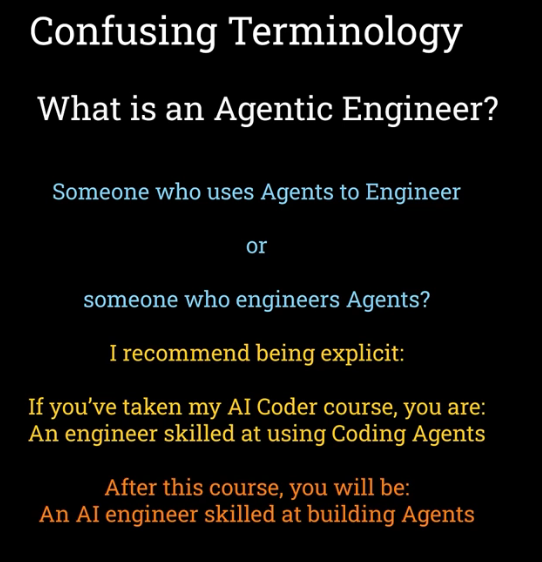 Confusing Terminology
What is an Agentic Engineer?
Someone who uses Agents to Engineer
or
someone who engineers Agents?
I recommend being explicit:
If you’ve taken my AI Coder course, you are:
An engineer skilled at using Coding Agents
After this course, you will be:
An AI engineer skilled at building Agents